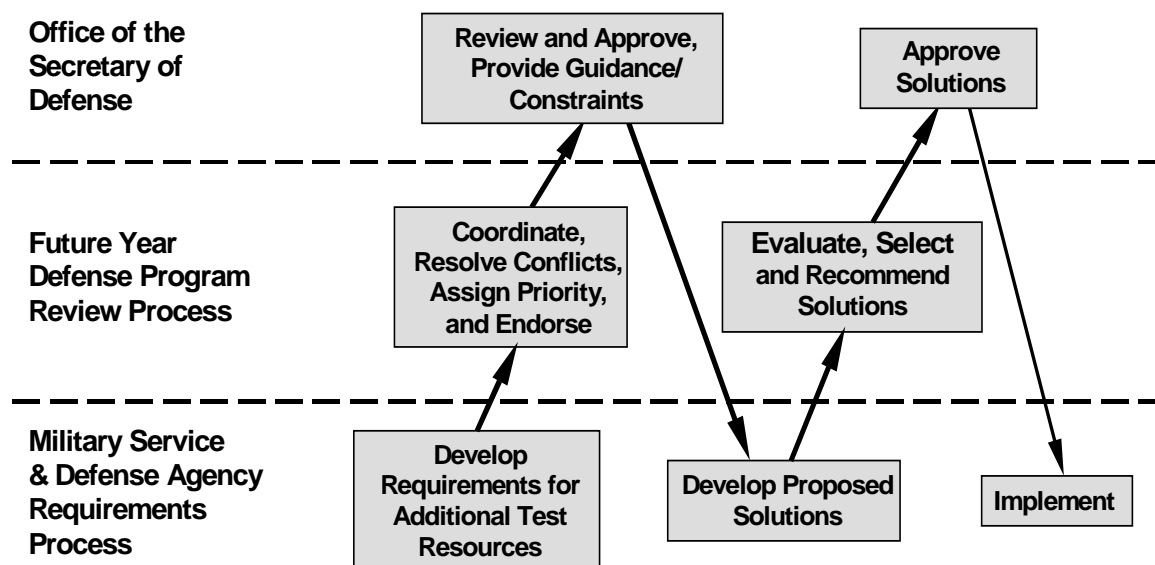 Office of the
Secretary of
Defense
Review and Approve,
Provide Guidance/
Constraints
Approve
Solutions
Future Year
Defense Program
Review Process
Coordinate,
Resolve Conflicts,
Assign Priority,
and Endorse
Evaluate, Select
and Recommend
Solutions
Military Service
& Defense Agency
Requirements
Process
Develop
Requirements for
Additional Test
Resources
Develop Proposed
Solutions
Implement